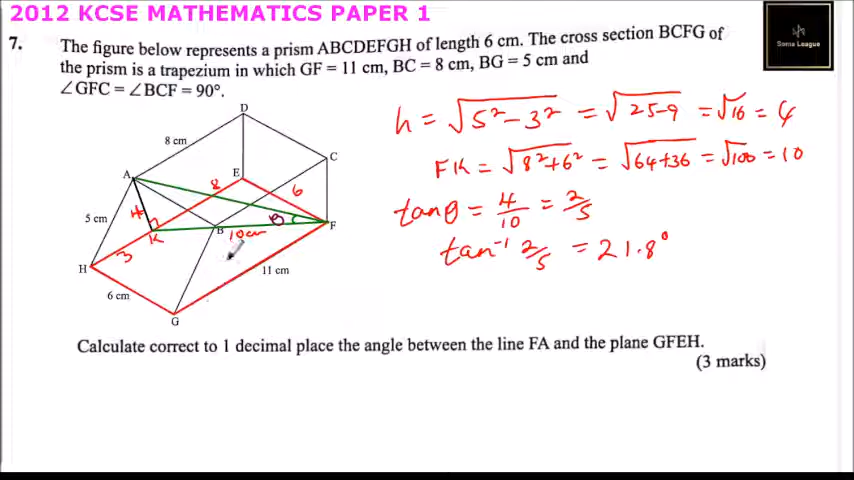 2012 KCSE MATHEMATICS PAPER 1
Soma League
7. The figure below represents a prism ABCDEFGH of length 6 cm. The cross section BCFG of
the prism is a trapezium in which GF = 11 cm, BC = 8 cm, BG = 5 cm and
∠GFC = ∠BCF = 90°.
h = √5²-3² = √25-9 = √16 = 4
FK = √8²+6² = √64+36 = √100 = 10
tanθ = 4/10 = 2/5
tan⁻¹ 2/5 = 21.8°
D
8 cm
C
A
E
8
6
5 cm
4
K
B
θ
F
10cm
H
3
11 cm
6 cm
G
Calculate correct to 1 decimal place the angle between the line FA and the plane GFEH.
(3 marks)